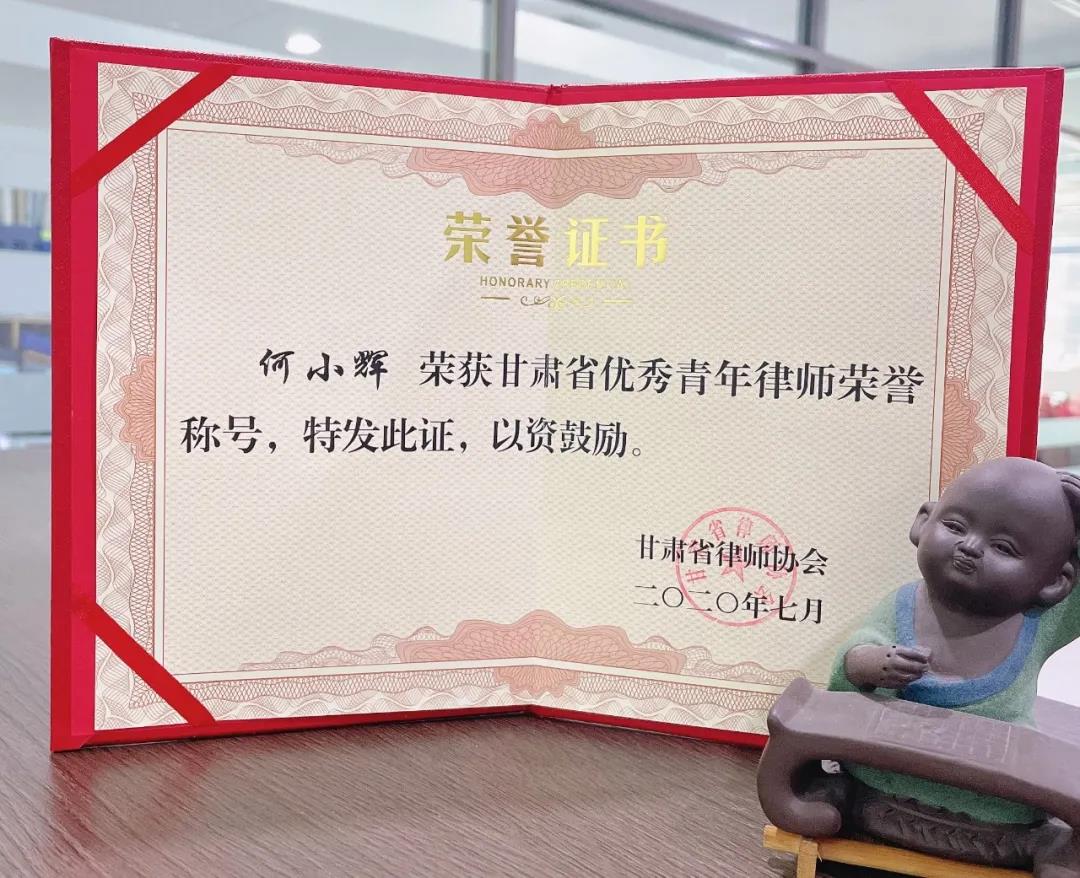 荣誉证书
HONORARY
何小辉 荣获甘肃省优秀青年律师荣誉
称号，特发此证，以资鼓励。
甘肃省律师协会
二〇二〇年七月